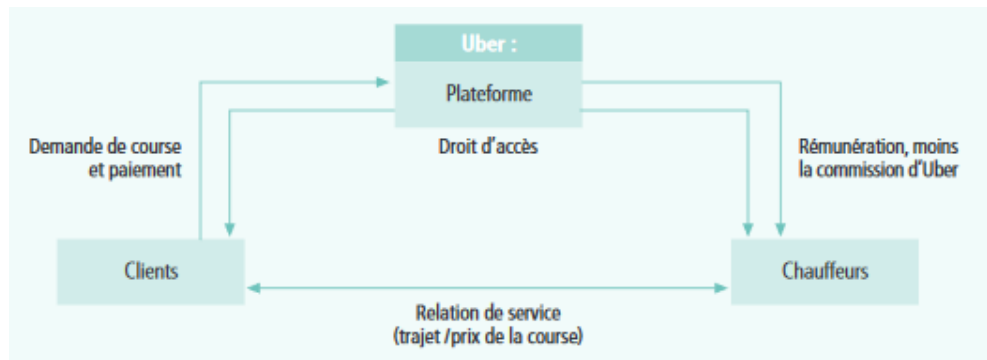 Uber :
Plateforme
Demande de course
et paiement
Droit d'accès
Rémunération, moins
la commission d'Uber
Clients
Chauffeurs
Relation de service
(trajet /prix de la course)